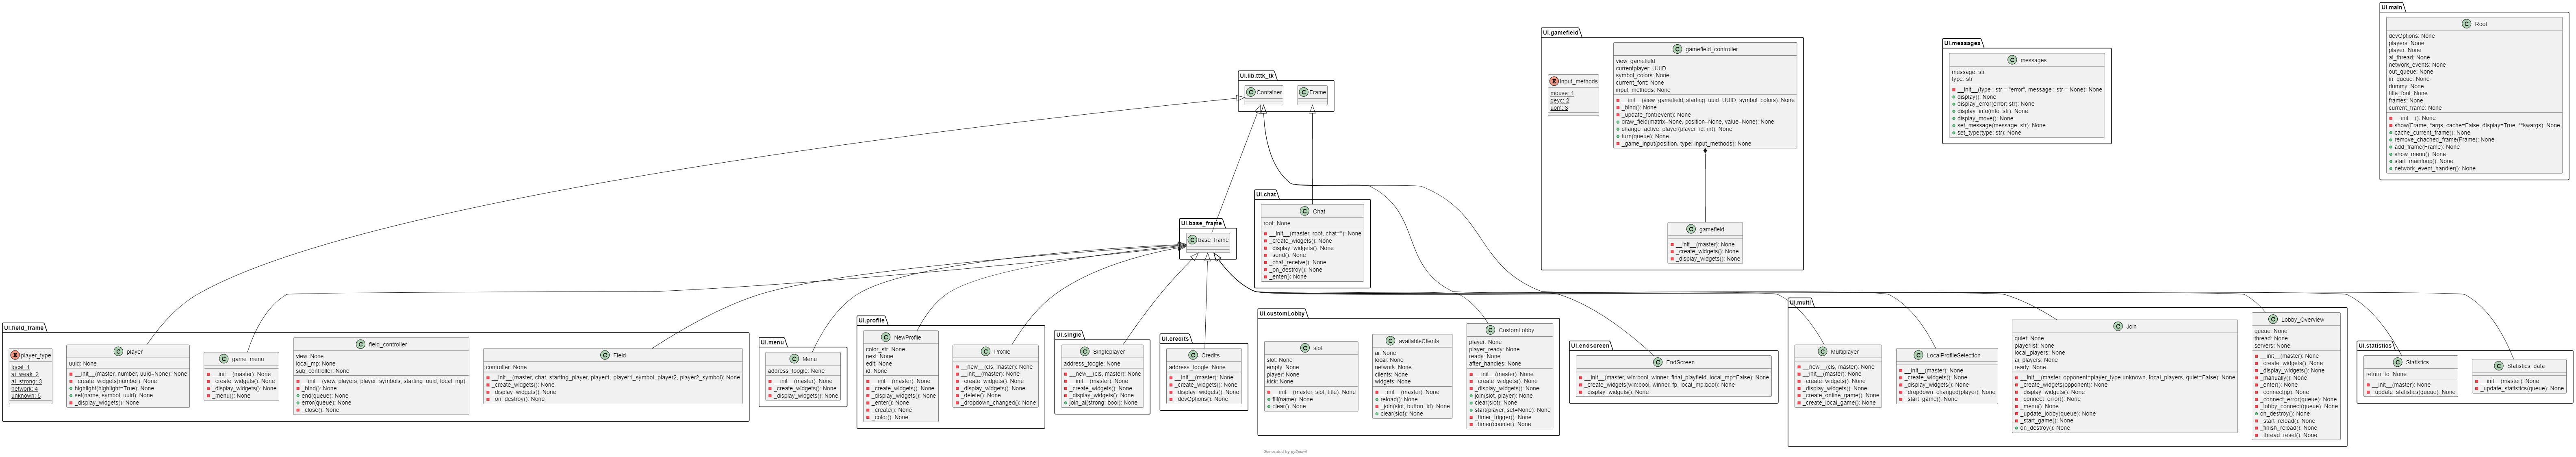 UI.main
Root
devOptions: None
players: None
player: None
ai_thread: None
network_events: None
out_queue: None
in_queue: None
dummy: None
title_font: None
frames: None
current_frame: None
__init__(): None
show(Frame, *args, cache=False, display=True, **kwargs): None
cache_current_frame(): None
remove_chached_frame(Frame): None
add_frame(Frame): None
show_menu(): None
start_mainloop(): None
network_event_handler(): None
UI.gamefield
input_methods
mouse: 1
qeyc: 2
uom: 3
gamefield_controller
view: gamefield
currentplayer: UUID
symbol_colors: None
current_font: None
input_methods: None
__init__(view: gamefield, starting_uuid: UUID, symbol_colors): None
_bind(): None
_update_font(event): None
draw_field(matrix=None, position=None, value=None): None
change_active_player(player_id: int): None
turn(queue): None
_game_input(position, type: input_methods): None
gamefield
__init__(master): None
_create_widgets(): None
_display_widgets(): None
UI.messages
messages
message: str
type: str
__init__(type : str = "error", message : str = None): None
display(): None
display_error(error: str): None
display_info(info: str): None
display_move(): None
set_message(message: str): None
set_type(type: str): None
UI.lib.tttk_tk
Container
Frame
UI.chat
Chat
root: None
__init__(master, root, chat=''): None
_create_widgets(): None
_display_widgets(): None
_send(): None
_chat_receive(): None
_on_destroy(): None
_enter(): None
UI.base_frame
base_frame
UI.field_frame
player_type
local: 1
ai_weak: 2
ai_strong: 3
network: 4
unknown: 5
player
uuid: None
__init__(master, number, uuid=None): None
_create_widgets(number): None
highlight(highlight=True): None
set(name, symbol, uuid): None
_display_widgets(): None
game_menu
__init__(master): None
_create_widgets(): None
_display_widgets(): None
_menu(): None
field_controller
view: None
local_mp: None
sub_controller: None
__init__(view, players, player_symbols, starting_uuid, local_mp):
_bind(): None
end(queue): None
error(queue): None
_close(): None
Field
controller: None
__init__(master, chat, starting_player, player1, player1_symbol, player2, player2_symbol): None
_create_widgets(): None
_display_widgets(): None
_on_destroy(): None
UI.menu
Menu
address_toogle: None
__init__(master): None
_create_widgets(): None
_display_widgets(): None
UI.profile
NewProfile
color_str: None
next: None
edit: None
id: None
__init__(master): None
_create_widgets(): None
_display_widgets(): None
_enter(): None
_create(): None
_color(): None
Profile
__new__(cls, master): None
__init__(master): None
_create_widgets(): None
_display_widgets(): None
_delete(): None
_dropdown_changed(): None
UI.single
Singleplayer
address_toogle: None
__new__(cls, master): None
__init__(master): None
_create_widgets(): None
_display_widgets(): None
join_ai(strong: bool): None
UI.credits
Credits
address_toogle: None
__init__(master): None
_create_widgets(): None
_display_widgets(): None
_devOptions(): None
UI.customLobby
slot
slot: None
empty: None
player: None
kick: None
__init__(master, slot, title): None
fill(name): None
clear(): None
availableClients
ai: None
local: None
network: None
clients: None
widgets: None
__init__(master): None
reload(): None
_join(slot, button, id): None
clear(slot): None
CustomLobby
player: None
player_ready: None
ready: None
after_handles: None
__init__(master): None
_create_widgets(): None
_display_widgets(): None
join(slot, player): None
clear(slot): None
start(player, set=None): None
_timer_trigger(): None
_timer(counter): None
UI.endscreen
EndScreen
__init__(master, win:bool, winner, final_playfield, local_mp=False): None
_create_widgets(win:bool, winner, fp, local_mp:bool): None
_display_widgets(): None
UI.multi
Multiplayer
__new__(cls, master): None
__init__(master): None
_create_widgets(): None
_display_widgets(): None
_create_online_game(): None
_create_local_game(): None
LocalProfileSelection
__init__(master): None
_create_widgets(): None
_display_widgets(): None
_dropdown_changed(player): None
_start_game(): None
Join
quiet: None
playerlist: None
local_players: None
ai_players: None
ready: None
__init__(master, opponent=player_type.unknown, local_players, quiet=False): None
_create_widgets(opponent): None
_display_widgets(): None
_connect_error(): None
_menu(): None
_update_lobby(queue): None
_start_game(): None
on_destroy(): None
Lobby_Overview
queue: None
thread: None
servers: None
__init__(master): None
_create_widgets(): None
_display_widgets(): None
_manually(): None
_enter(): None
_connect(ip): None
_connect_error(queue): None
_lobby_connect(queue): None
on_destroy(): None
_start_reload(): None
_finish_reload(): None
_thread_reset(): None
UI.statistics
Statistics
return_to: None
__init__(master): None
_update_statistics(queue): None
Statistics_data
__init__(master): None
_update_statistics(queue): None
Generated by py2puml